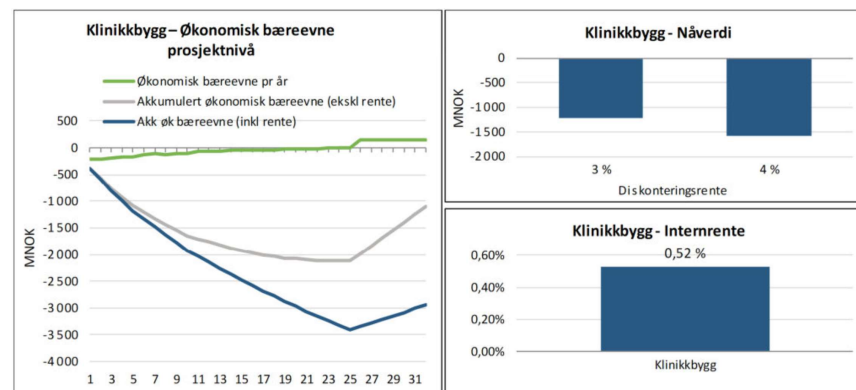 Klinikkbygg – Økonomisk bæreevne
prosjektnivå
Økonomisk bæreevne pr år
Akkumulert økonomisk bæreevne (ekskl rente)
Akk øk bæreevne (inkl rente)
MNOK
500
0
-500
-1 000
-1 500
-2 000
-2 500
-3 000
-3 500
-4 000
1 3 5 7 9 11 13 15 17 19 21 23 25 27 29 31
Klinikkbygg - Nåverdi
MNOK
0
-500
-1 000
-1 500
-2 000
3 % 4 %
Diskonteringsrente
Klinikkbygg - Internrente
0,52 %
0,60%
0,40%
0,20%
0,00%
Klinikkbygg